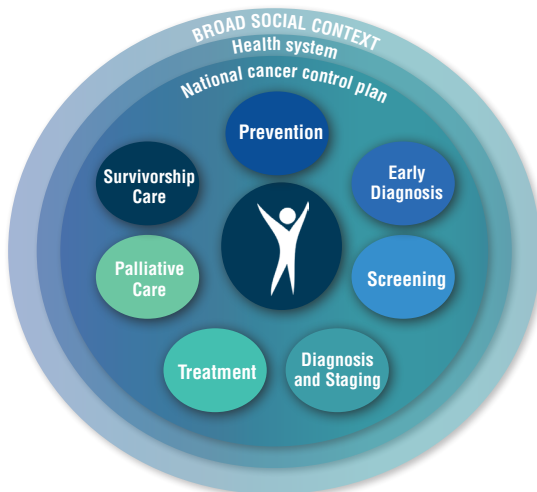 BROAD SOCIAL CONTEXT
Health system
National cancer control plan
Prevention
Early
Diagnosis
Screening
Diagnosis
and Staging
Treatment
Palliative
Care
Survivorship
Care